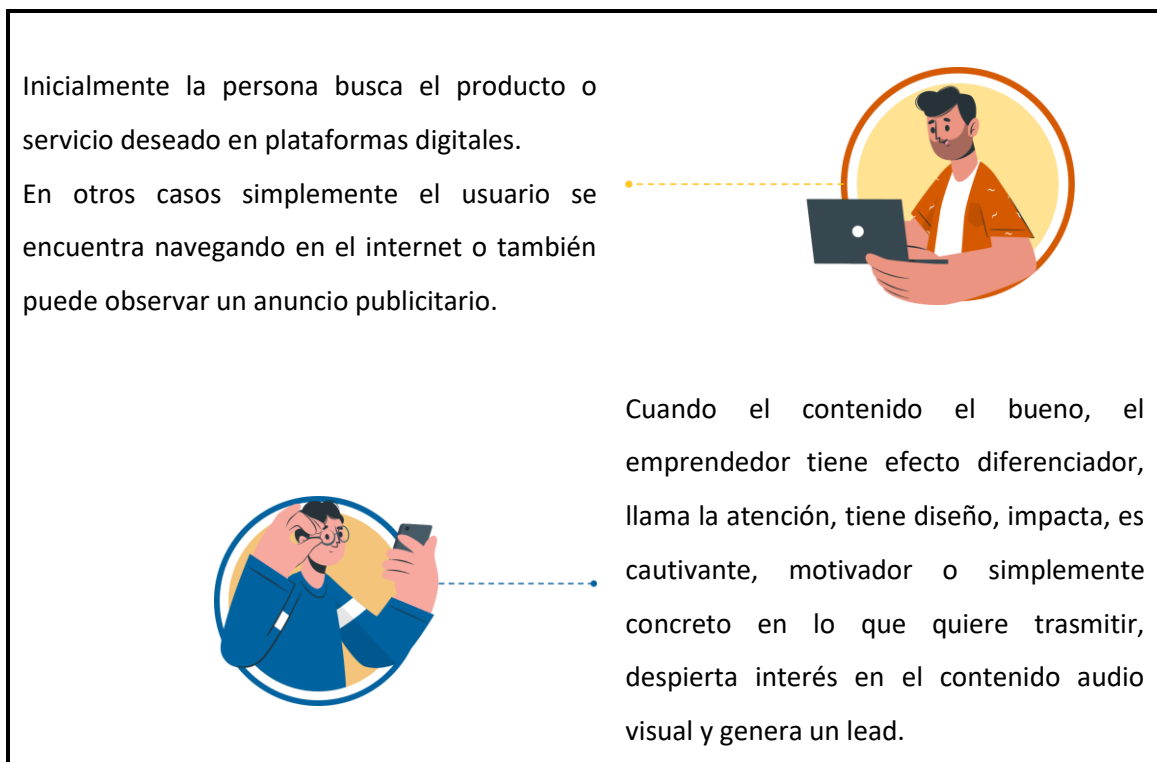 Inicialmente la persona busca el producto o
servicio deseado en plataformas digitales.
En otros casos simplemente el usuario se
encuentra navegando en el internet o también
puede observar un anuncio publicitario.
Cuando el contenido el bueno, el
emprendedor tiene efecto diferenciador,
llama la atención, tiene diseño, impacta, es
cautivante, motivador o simplemente
concreto en lo que quiere trasmitir,
despierta interés en el contenido audio
visual y genera un lead.